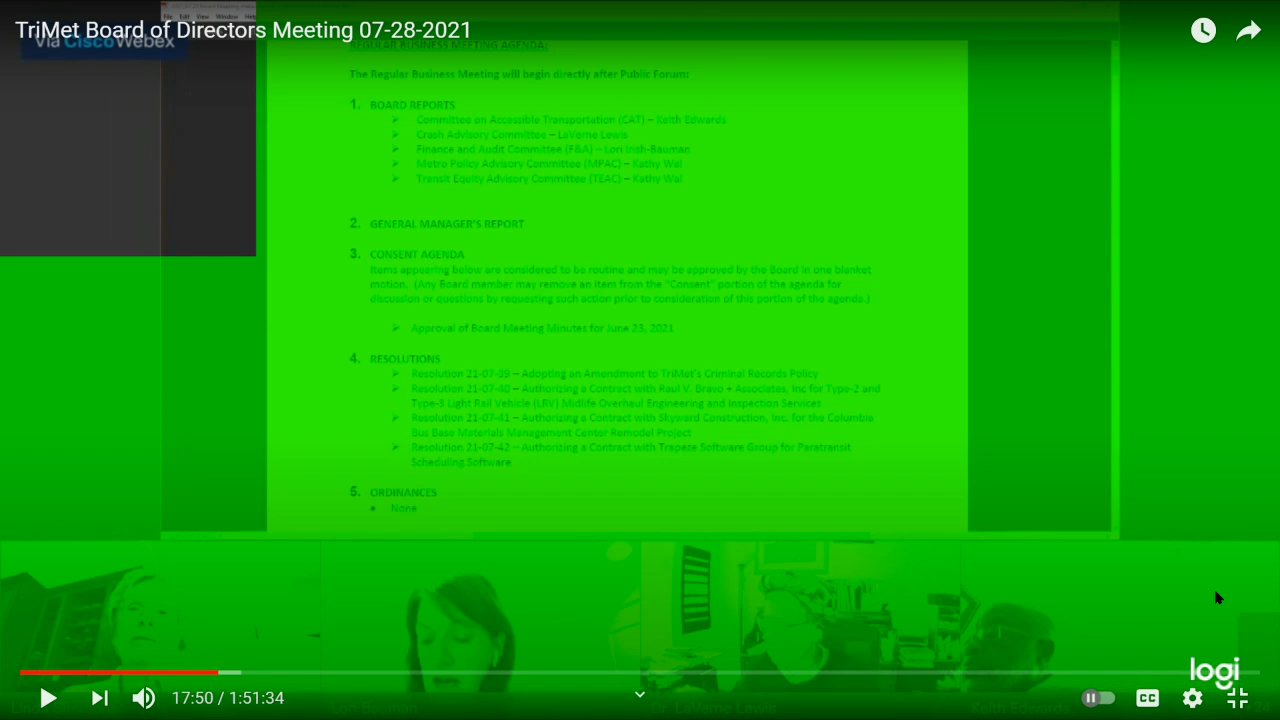 File Edit View Window Help
TriMet Board of Directors Meeting 07-28-2021
Via CiscoWebex
REGULAR BUSINESS MEETING AGENDA:
The Regular Business Meeting will begin directly after Public Forum:
1. BOARD REPORTS
➢ Committee on Accessible Transportation (CAT) – Keith Edwards
➢ Crash Advisory Committee – LaVerne Lewis
➢ Finance and Audit Committee (F&A) – Lori Irish-Bauman
➢ Metro Policy Advisory Committee (MPAC) – Kathy Wai
➢ Transit Equity Advisory Committee (TEAC) – Kathy Wai
2. GENERAL MANAGER'S REPORT
3. CONSENT AGENDA
Items appearing below are considered to be routine and may be approved by the Board in one blanket
motion. (Any Board member may remove an item from the "Consent" portion of the agenda for
discussion or questions by requesting such action prior to consideration of this portion of the agenda.)
➢ Approval of Board Meeting Minutes for June 23, 2021
4. RESOLUTIONS
➢ Resolution 21-07-39 – Adopting an Amendment to TriMet's Criminal Records Policy
➢ Resolution 21-07-40 – Authorizing a Contract with Raul V. Bravo + Associates, Inc for Type-2 and
Type-3 Light Rail Vehicle (LRV) Midlife Overhaul Engineering and Inspection Services
➢ Resolution 21-07-41 – Authorizing a Contract with Skyward Construction, Inc. for the Columbia
Bus Base Materials Management Center Remodel Project
➢ Resolution 21-07-42 – Authorizing a Contract with Trapeze Software Group for Paratransit
Scheduling Software
5. ORDINANCES
• None
logi
17:50 / 1:51:34
CC
Dr. LaVerne Lewis
Keith Edwards